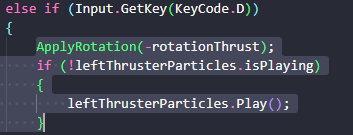 else if (Input.GetKey(KeyCode.D))
{
    ApplyRotation(-rotationThrust);
    if (!leftThrusterParticles.isPlaying)
    {
        leftThrusterParticles.Play();
    }